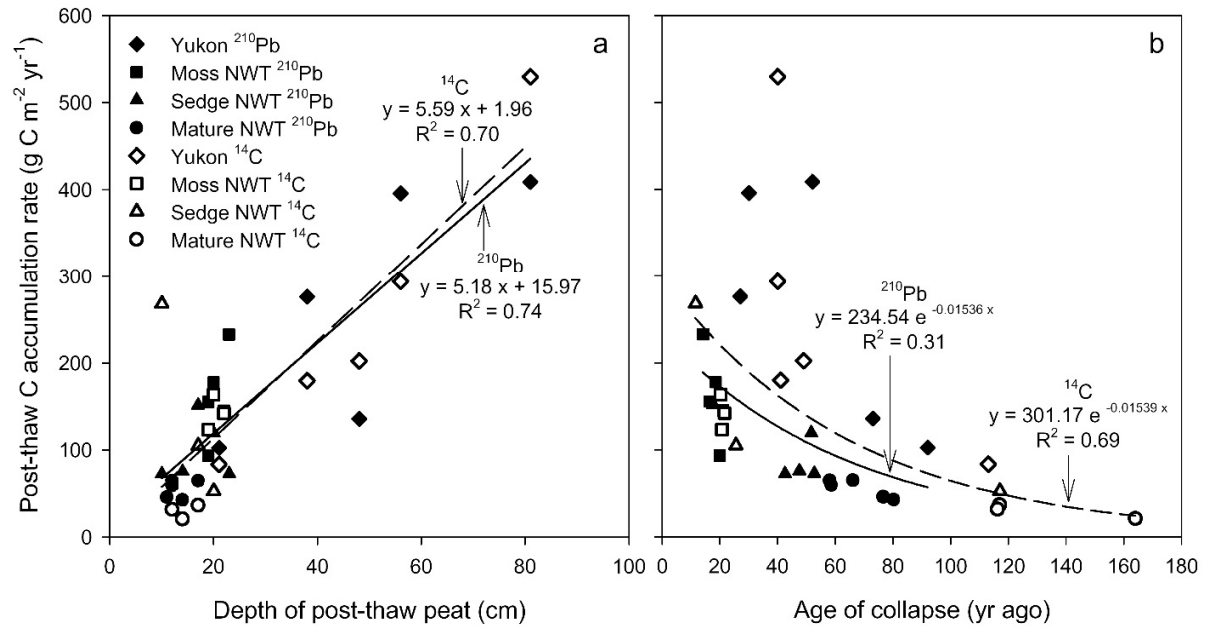 Post-thaw C accumulation rate (g C m⁻² yr⁻¹)
600
500
400
300
200
100
0
a
Yukon ²¹⁰Pb
Moss NWT ²¹⁰Pb
Sedge NWT ²¹⁰Pb
Mature NWT ²¹⁰Pb
Yukon ¹⁴C
Moss NWT ¹⁴C
Sedge NWT ¹⁴C
Mature NWT ¹⁴C
¹⁴C
y = 5.59 x + 1.96
R² = 0.70
²¹⁰Pb
y = 5.18 x + 15.97
R² = 0.74
0 20 40 60 80 100
Depth of post-thaw peat (cm)
b
²¹⁰Pb
y = 234.54 e ⁻⁰·⁰¹⁵³⁶ ˣ
R² = 0.31
¹⁴C
y = 301.17 e ⁻⁰·⁰¹⁵³⁹ ˣ
R² = 0.69
0 20 40 60 80 100 120 140 160 180
Age of collapse (yr ago)